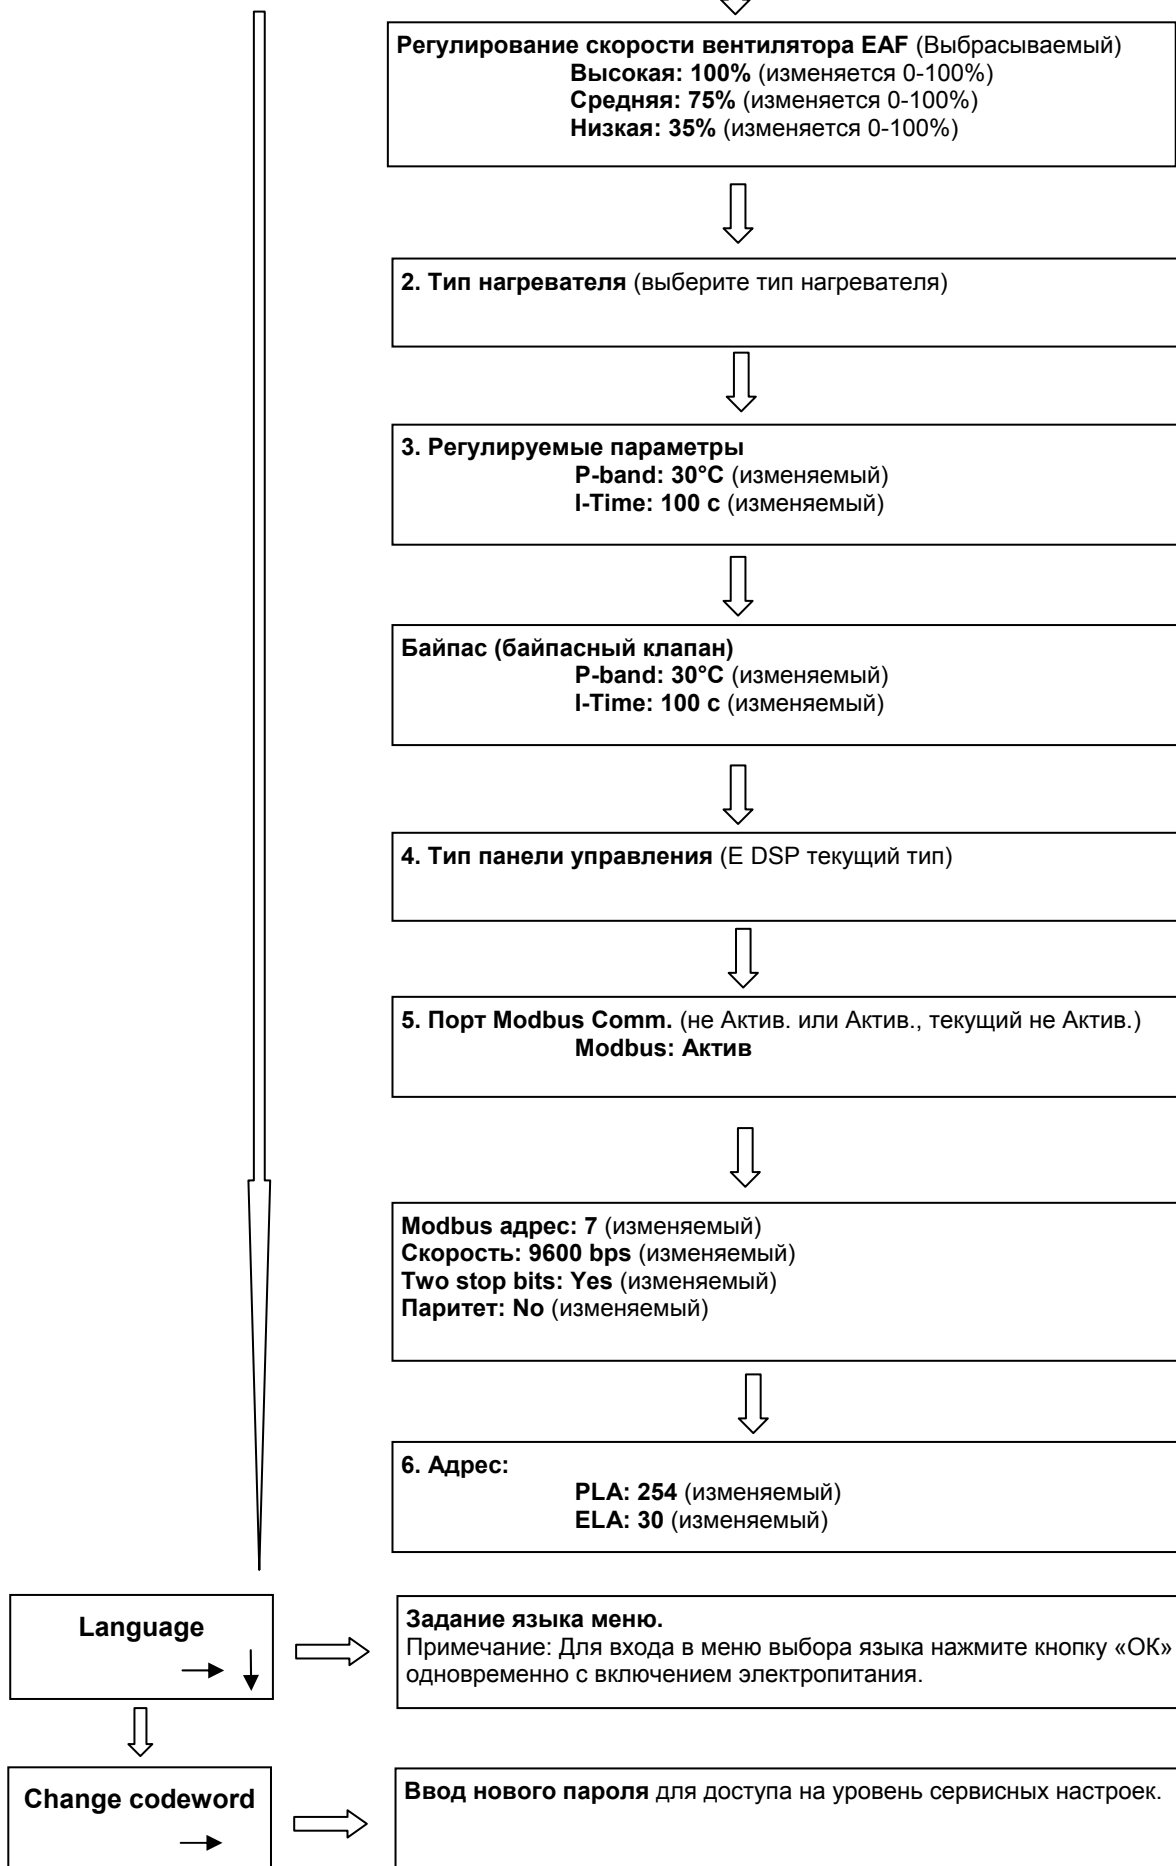 Регулирование скорости вентилятора EAF (Выбрасываемый)
Высокая: 100% (изменяется 0-100%)
Средняя: 75% (изменяется 0-100%)
Низкая: 35% (изменяется 0-100%)
2. Тип нагревателя (выберите тип нагревателя)
3. Регулируемые параметры
P-band: 30°C (изменяемый)
I-Time: 100 c (изменяемый)
Байпас (байпасный клапан)
P-band: 30°C (изменяемый)
I-Time: 100 c (изменяемый)
4. Тип панели управления (E DSP текущий тип)
5. Порт Modbus Comm. (не Актив. или Актив., текущий не Актив.)
Modbus: Актив
Modbus адрес: 7 (изменяемый)
Скорость: 9600 bps (изменяемый)
Two stop bits: Yes (изменяемый)
Паритет: No (изменяемый)
6. Адрес:
PLA: 254 (изменяемый)
ELA: 30 (изменяемый)
Language
Задание языка меню.
Примечание: Для входа в меню выбора языка нажмите кнопку «ОК»
одновременно с включением электропитания.
Change codeword
Ввод нового пароля для доступа на уровень сервисных настроек.